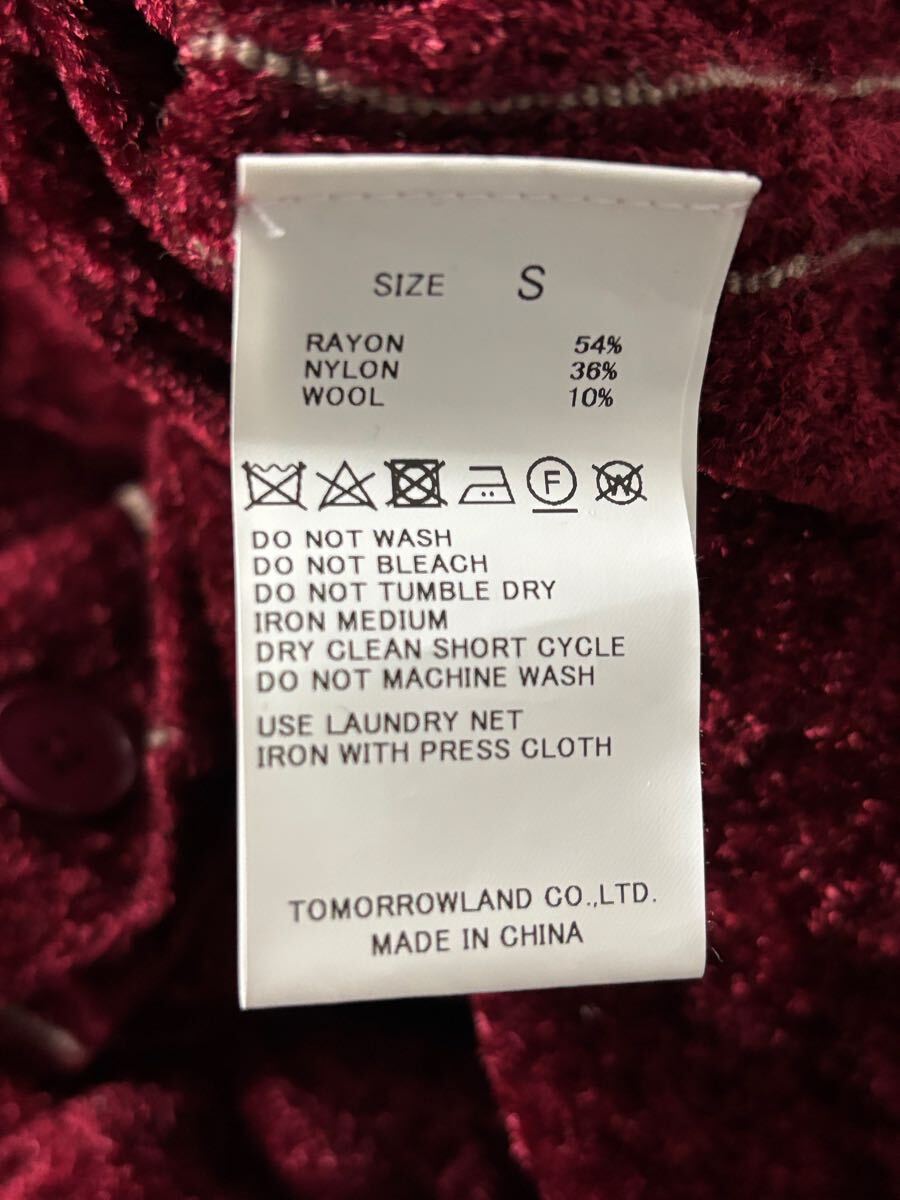 SIZE S
RAYON 54%
NYLON 36%
WOOL 10%
F W
DO NOT WASH
DO NOT BLEACH
DO NOT TUMBLE DRY
IRON MEDIUM
DRY CLEAN SHORT CYCLE
DO NOT MACHINE WASH
USE LAUNDRY NET
IRON WITH PRESS CLOTH
TOMORROWLAND CO.,LTD.
MADE IN CHINA